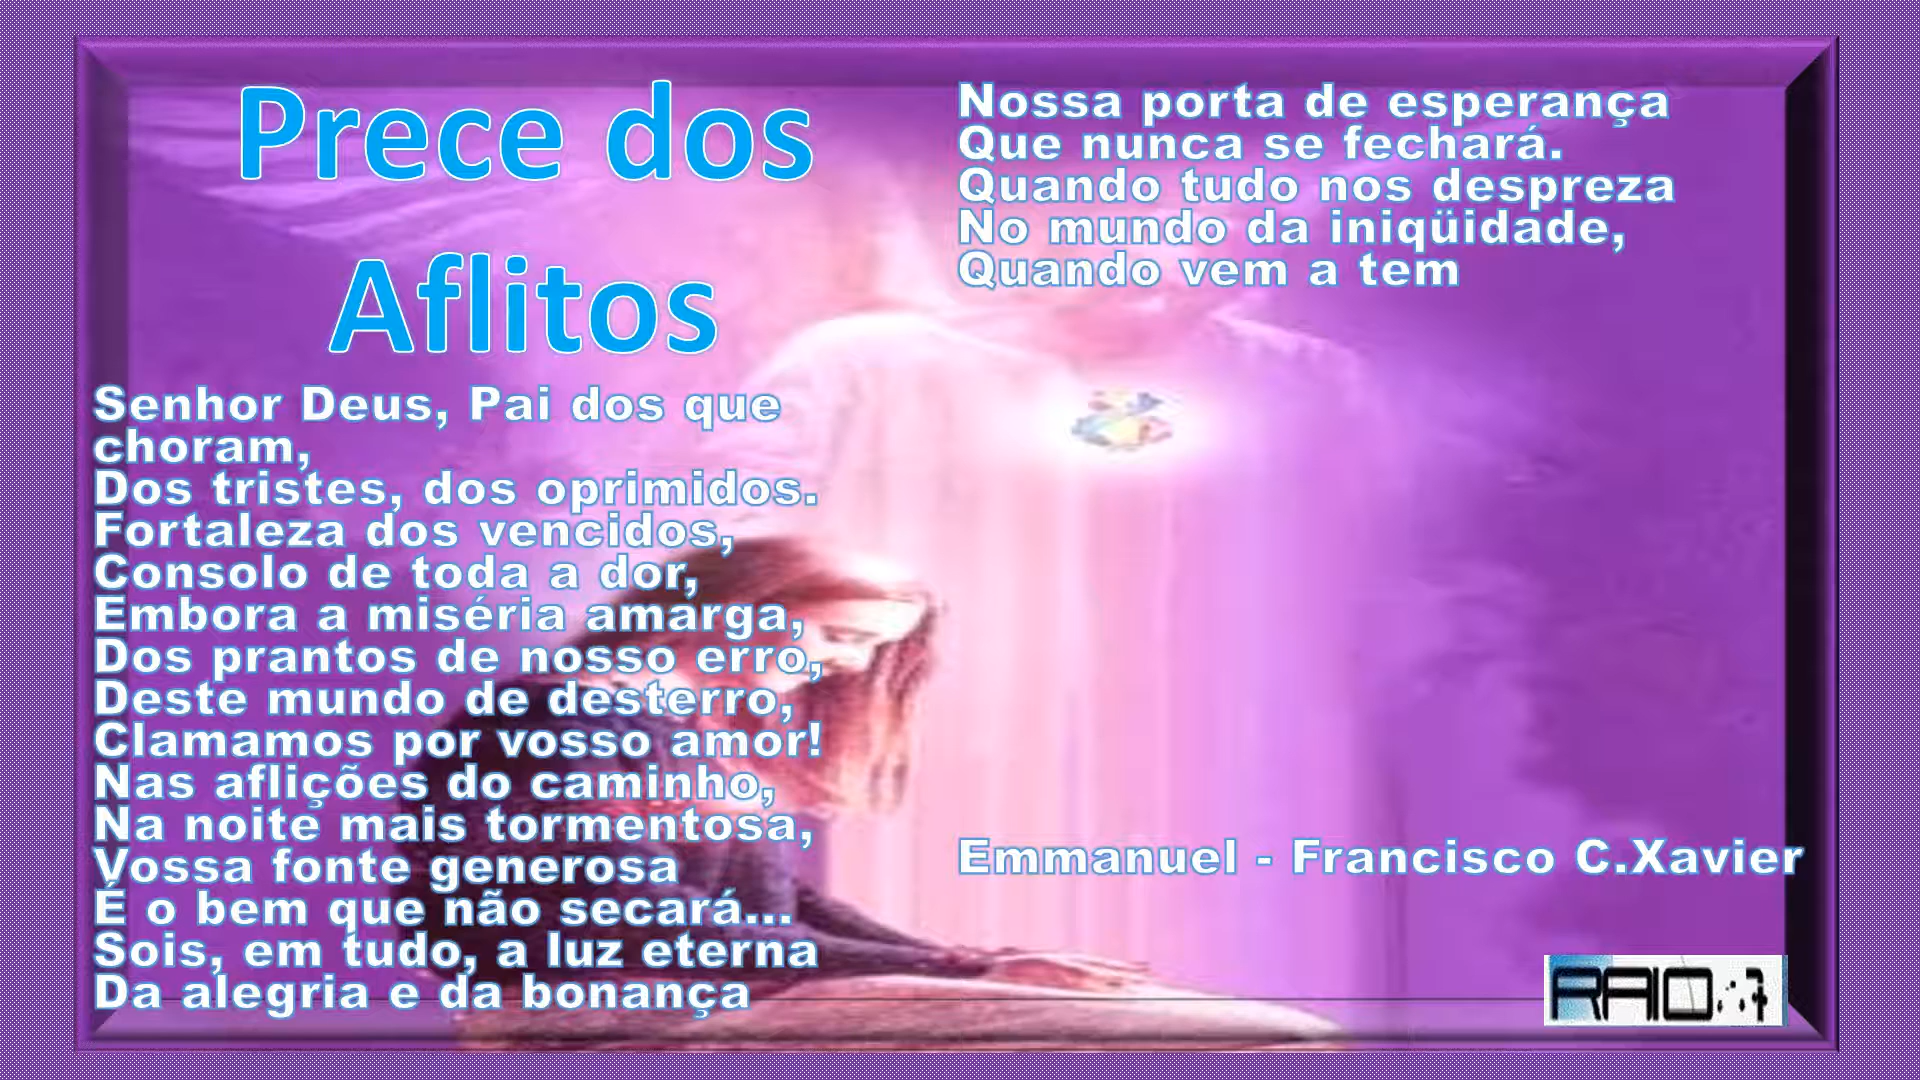 Prece dos
Aflitos
Senhor Deus, Pai dos que
choram,
Dos tristes, dos oprimidos.
Fortaleza dos vencidos,
Consolo de toda a dor,
Embora a miséria amarga,
Dos prantos de nosso erro,
Deste mundo de desterro,
Clamamos por vosso amor!
Nas aflições do caminho,
Na noite mais tormentosa,
Vossa fonte generosa
É o bem que não secará...
Sois, em tudo, a luz eterna
Da alegria e da bonança
Nossa porta de esperança
Que nunca se fechará.
Quando tudo nos despreza
No mundo da iniqüidade,
Quando vem a tem
Emmanuel - Francisco C.Xavier
RAIO